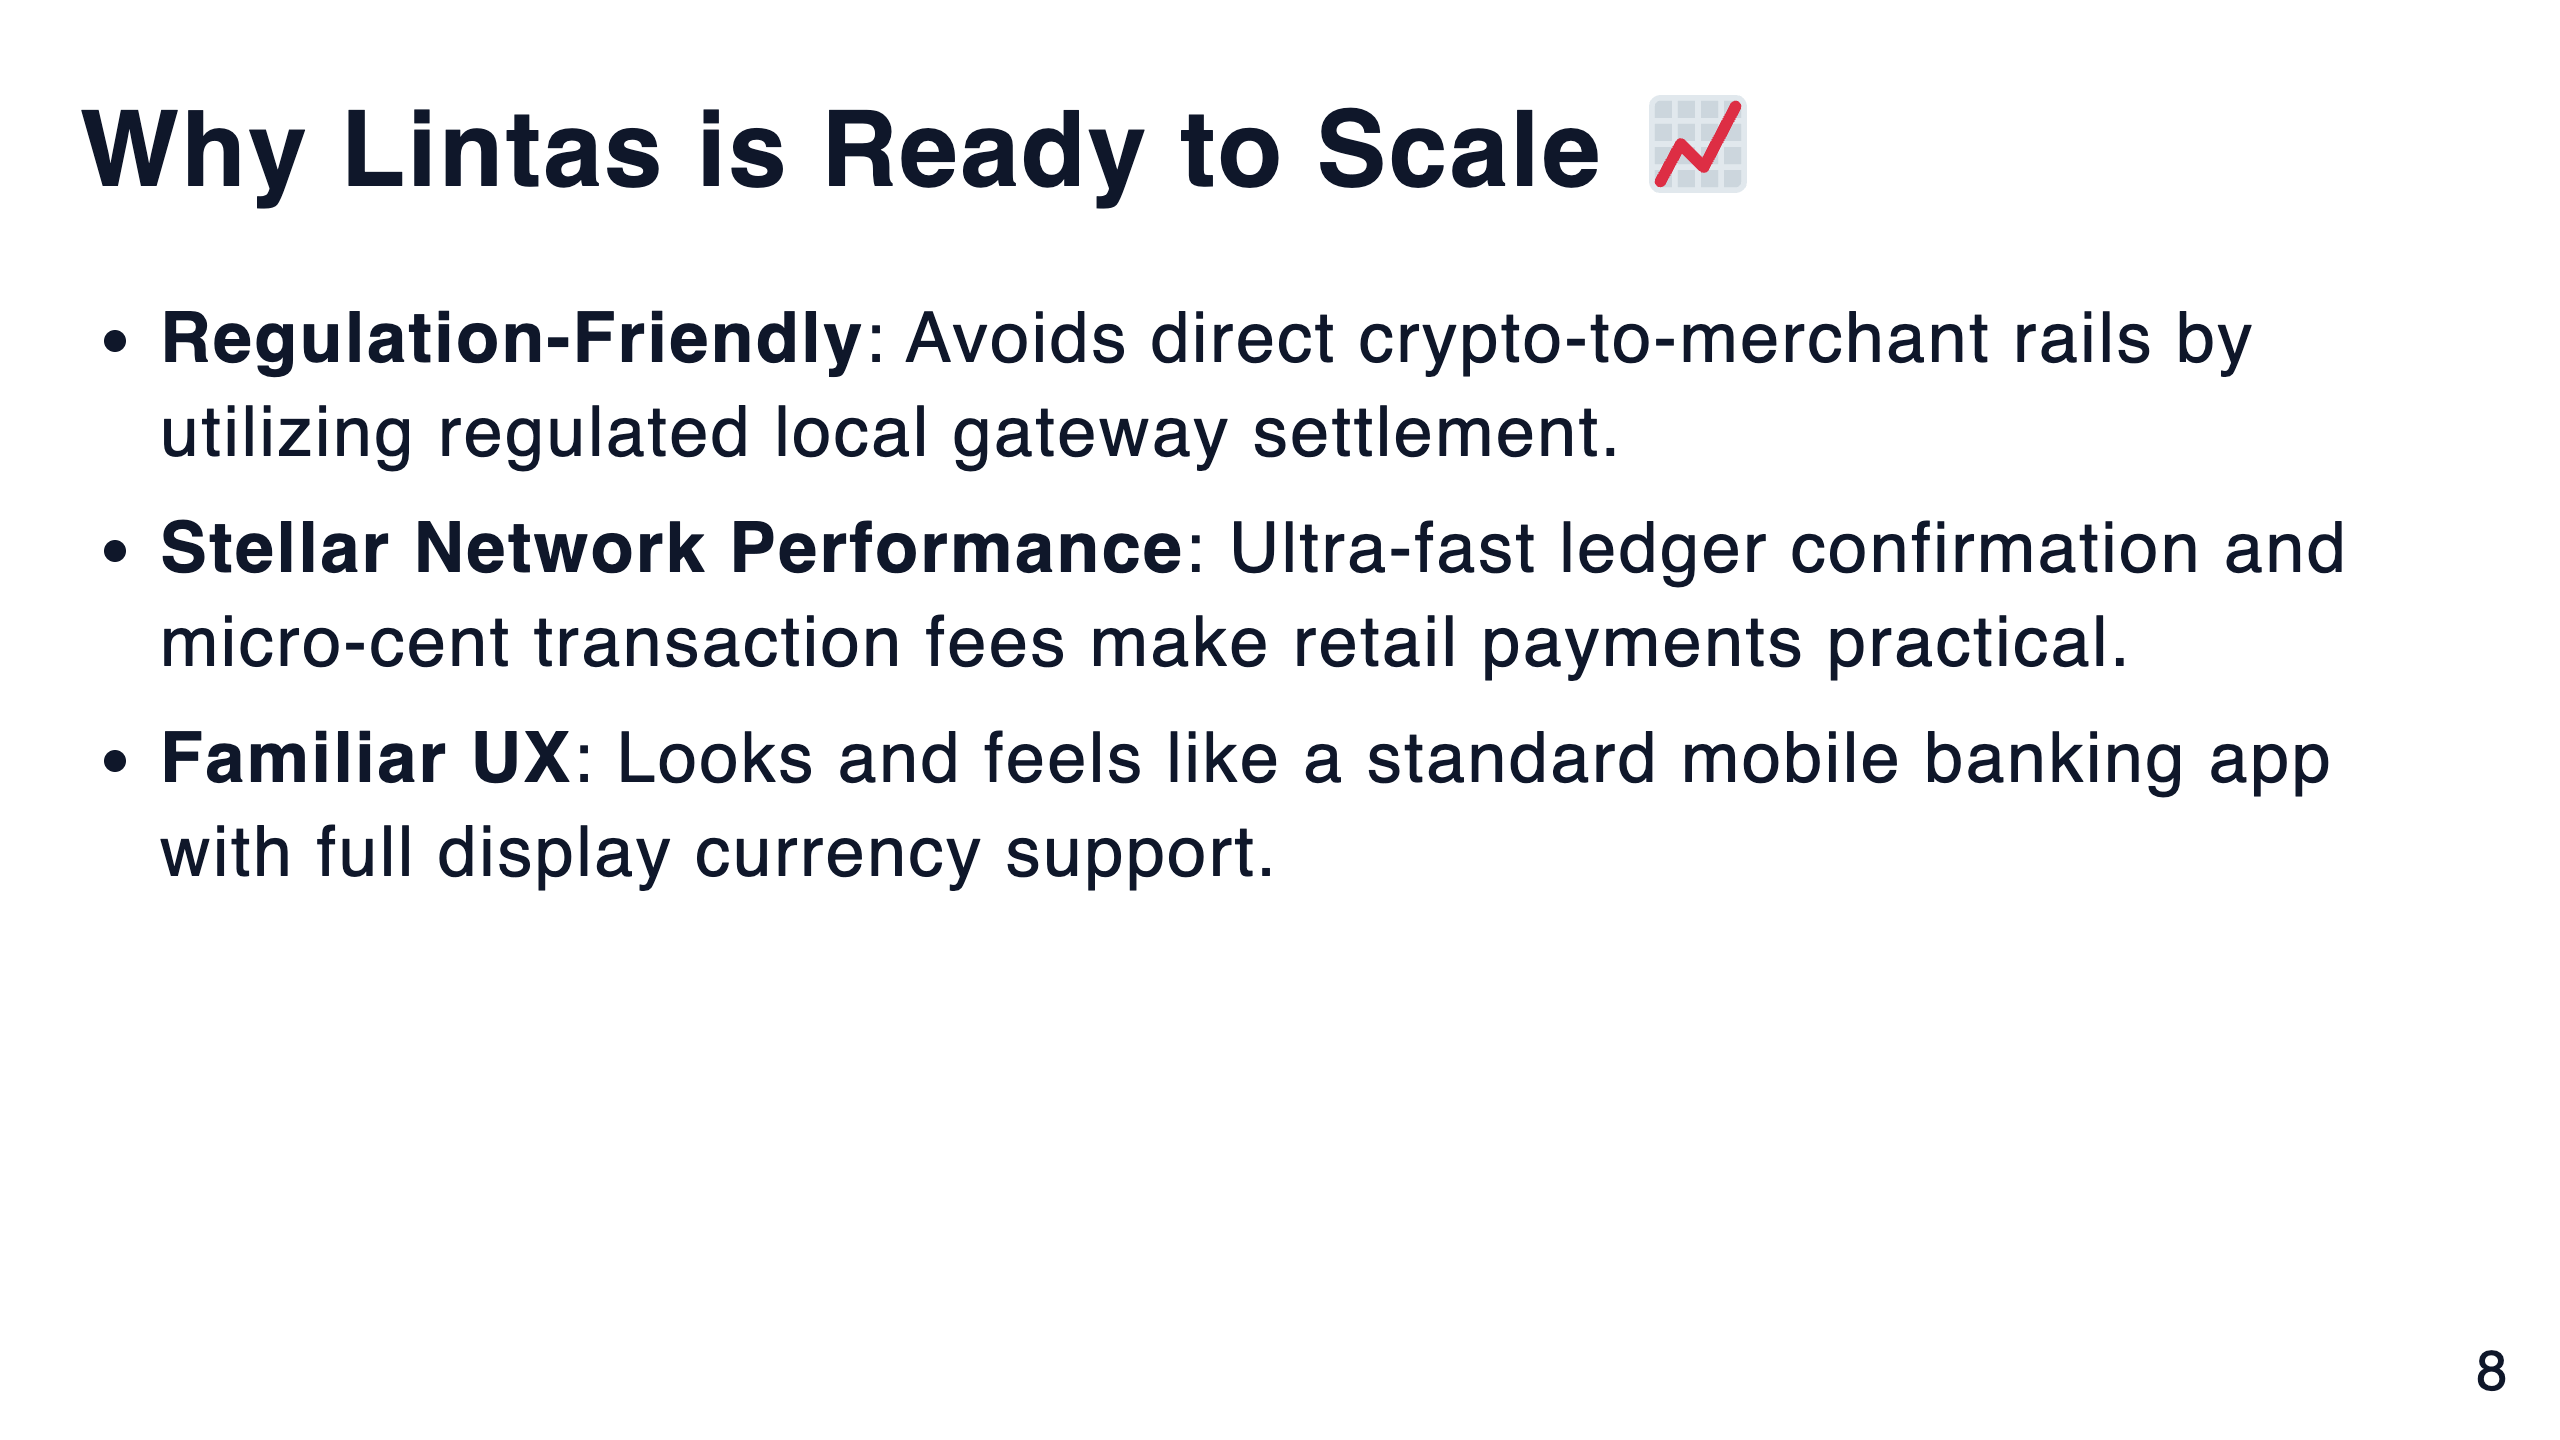 Why Lintas is Ready to Scale 📈
• Regulation-Friendly: Avoids direct crypto-to-merchant rails by
utilizing regulated local gateway settlement.
• Stellar Network Performance: Ultra-fast ledger confirmation and
micro-cent transaction fees make retail payments practical.
• Familiar UX: Looks and feels like a standard mobile banking app
with full display currency support.
8